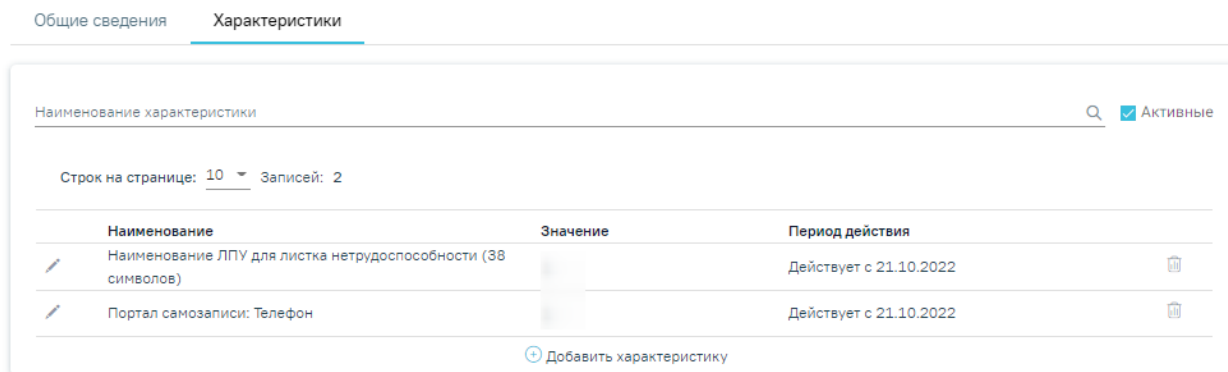 Общие сведения Характеристики
Наименование характеристики Активные
Строк на странице: 10 Записей: 2
Наименование Значение Период действия
Наименование ЛПУ для листка нетрудоспособности (38
символов) Действует с 21.10.2022
Портал самозаписи: Телефон Действует с 21.10.2022
Добавить характеристику